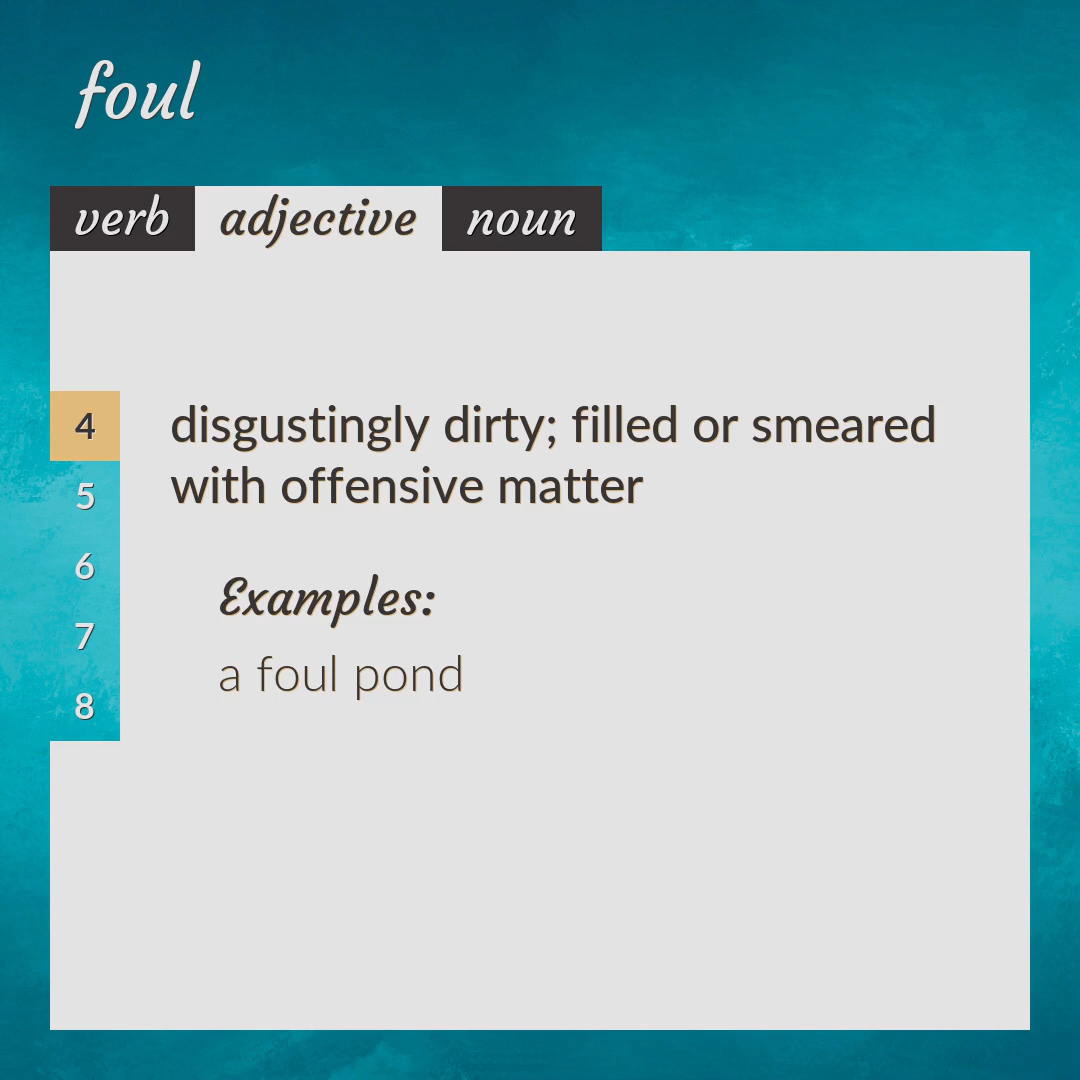 foul
verb adjective noun
4
disgustingly dirty; filled or smeared
with offensive matter
5
6
7
8
Examples:
a foul pond